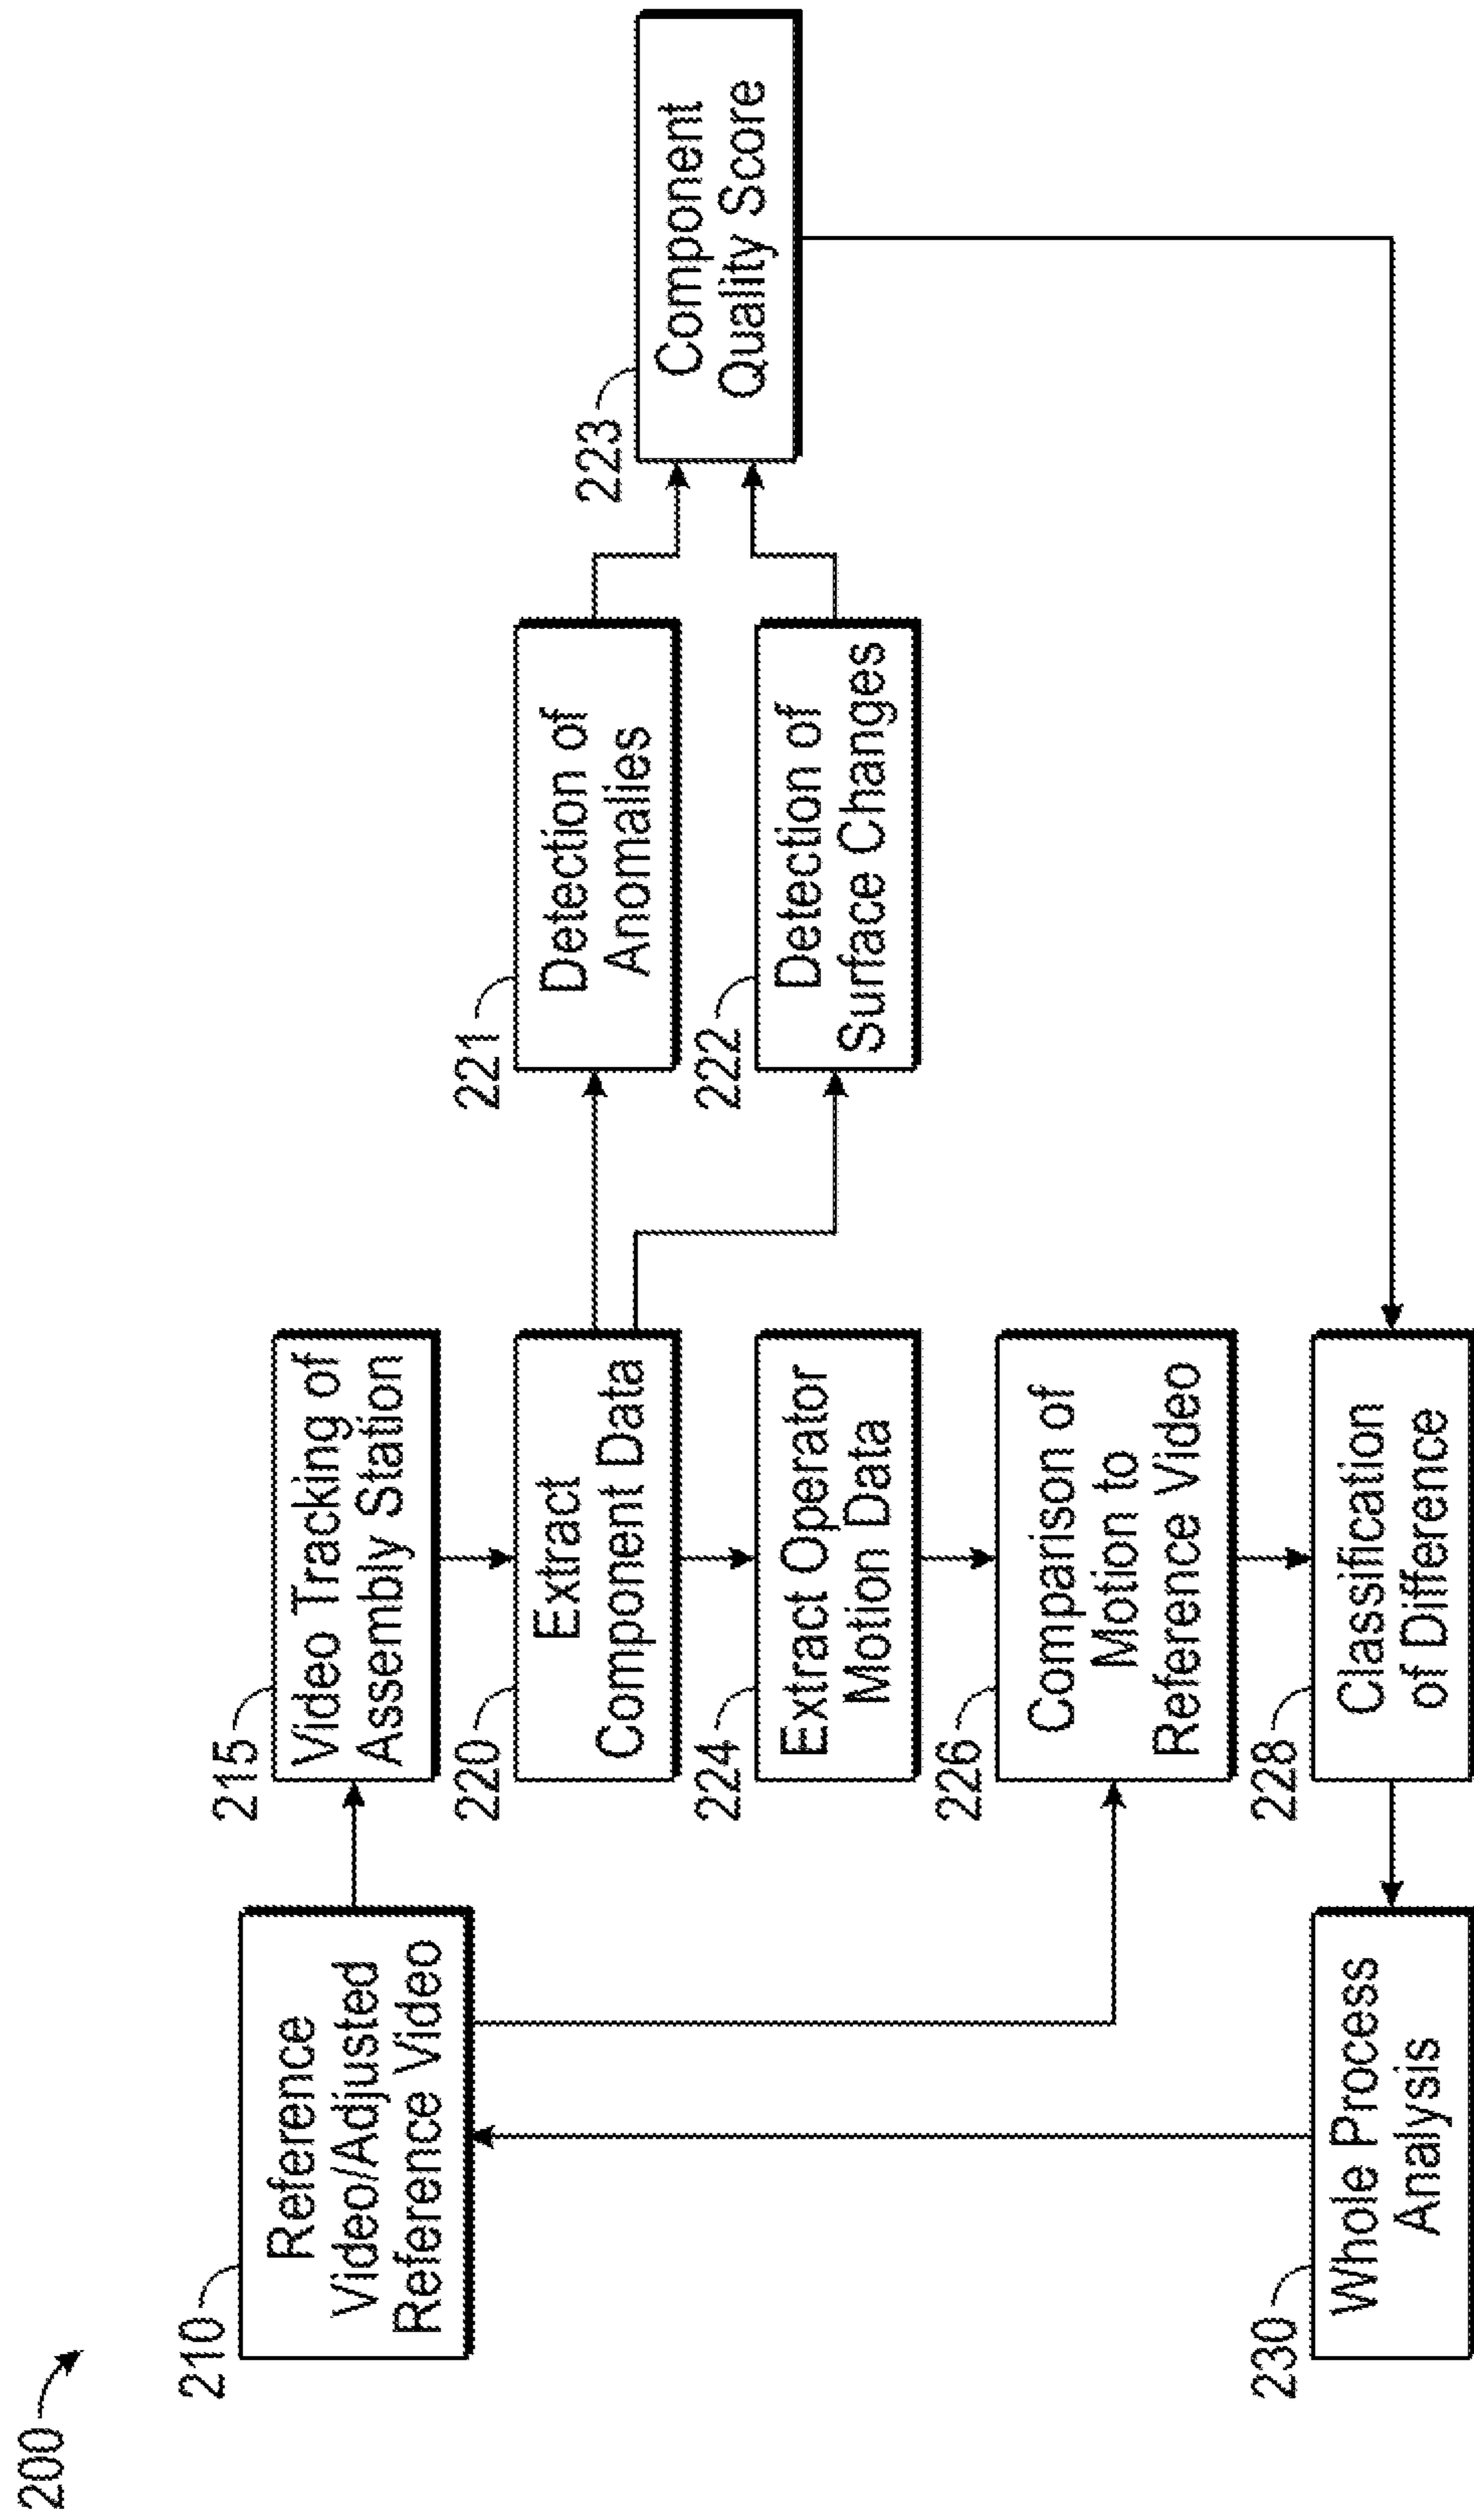 200
210
Reference
Video/Adjusted
Reference Video
215
Video Tracking of
Assembly Station
220
Extract
Component Data
221
Detection of
Anomalies
222
Detection of
Surface Changes
223
Component
Quality Score
224
Extract Operator
Motion Data
226
Comparison of
Motion to
Reference Video
228
Classification
of Difference
230
Whole Process
Analysis